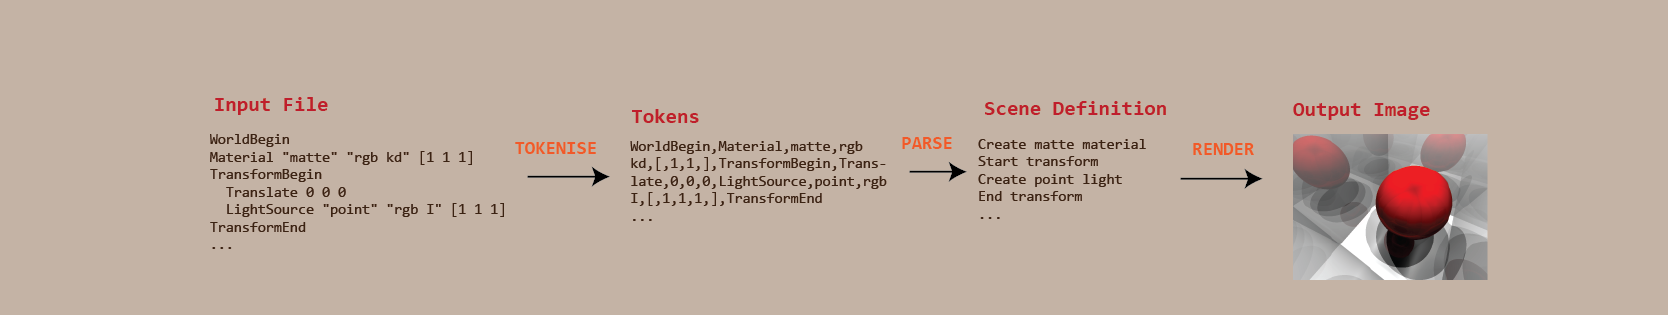 Input File
WorldBegin
Material "matte" "rgb kd" [1 1 1]
TransformBegin
Translate 0 0 0
LightSource "point" "rgb I" [1 1 1]
TransformEnd
...
TOKENISE
Tokens
WorldBegin,Material,matte,rgb
kd,[,1,1,],TransformBegin,Trans-
late,0,0,0,LightSource,point,rgb
I,[,1,1,1,],TransformEnd
...
PARSE
Scene Definition
Create matte material
Start transform
Create point light
End transform
...
RENDER
Output Image